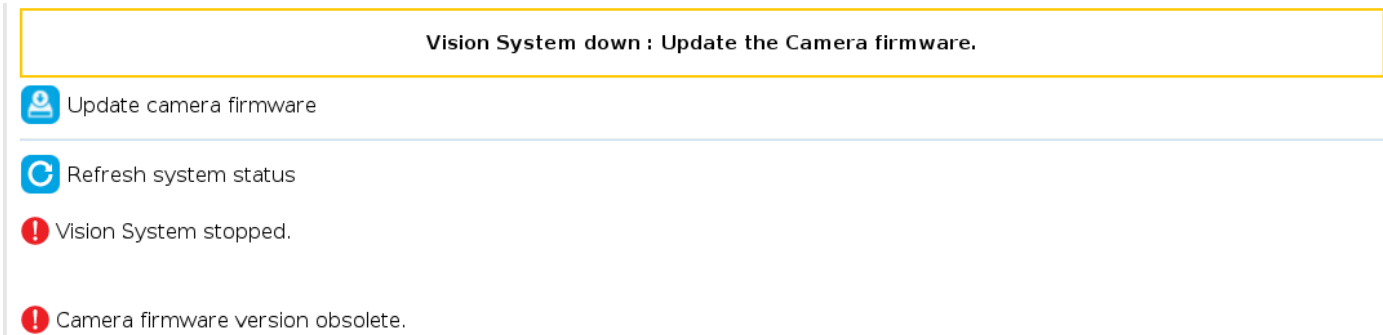 Vision System down : Update the Camera firmware.
Update camera firmware
Refresh system status
Vision System stopped.
Camera firmware version obsolete.